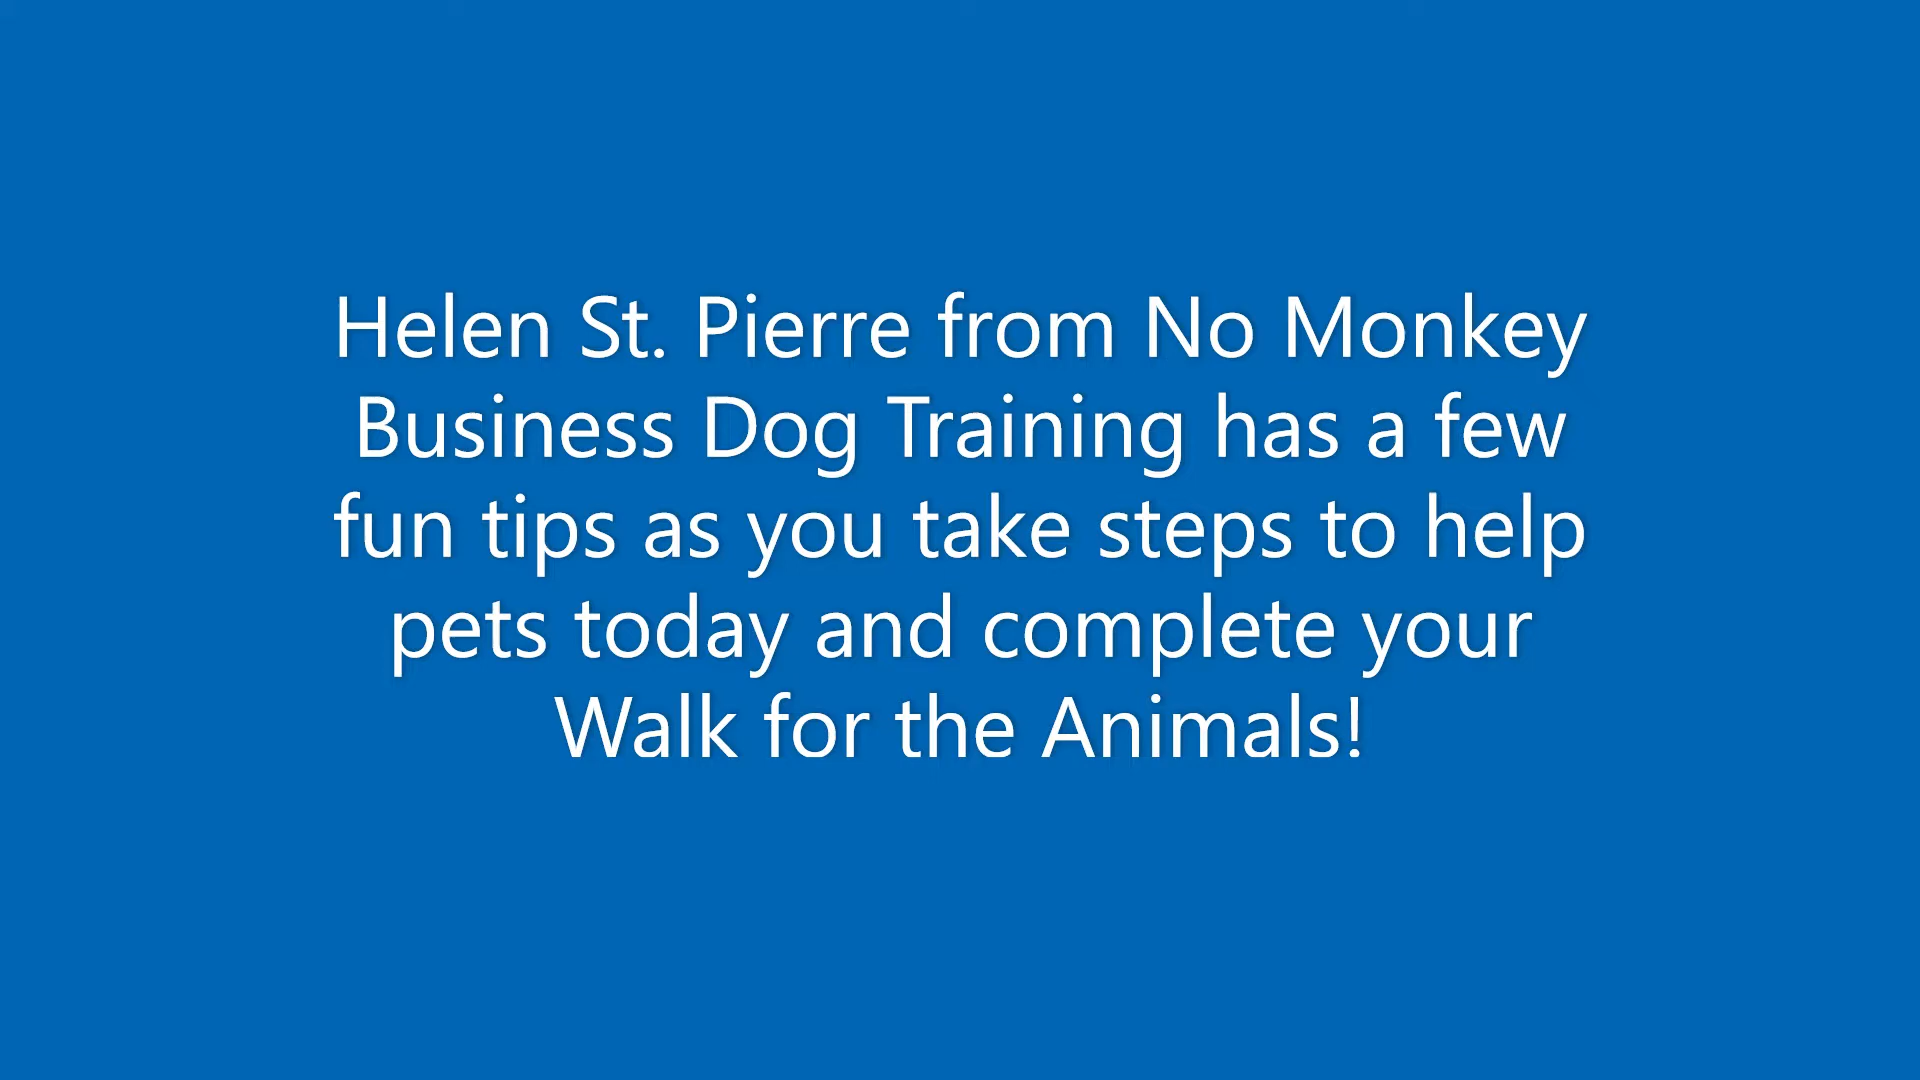 Helen St. Pierre from No Monkey
Business Dog Training has a few
fun tips as you take steps to help
pets today and complete your
Walk for the Animals!